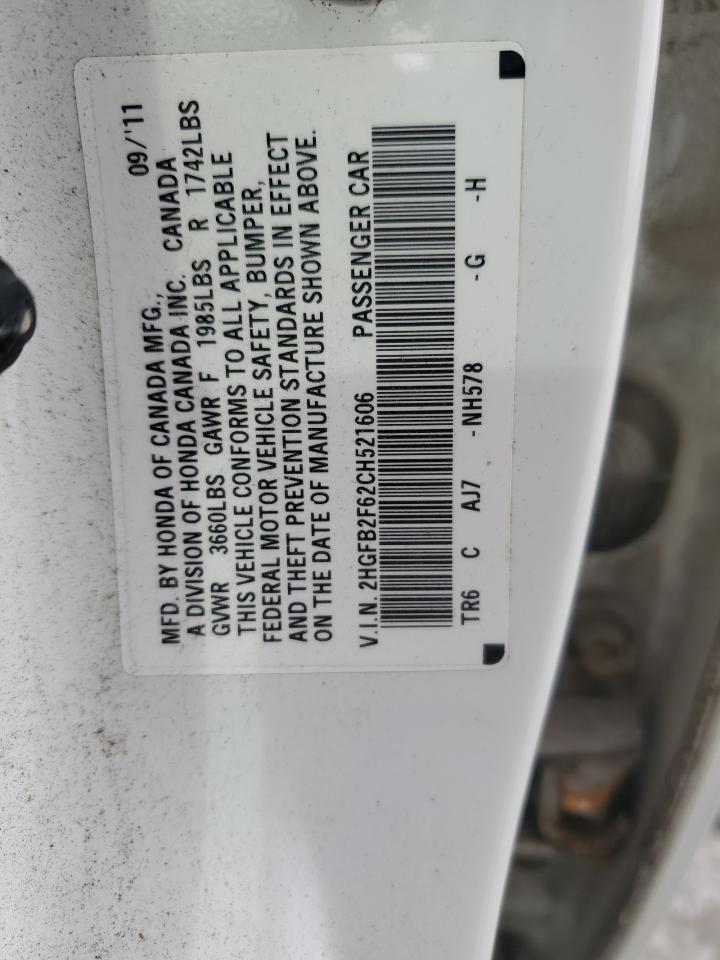 09/'11
MFD. BY HONDA OF CANADA MFG.,
A DIVISION OF HONDA CANADA INC. CANADA
GVWR 3660LBS GAWR F 1985LBS R 1742LBS
THIS VEHICLE CONFORMS TO ALL APPLICABLE
FEDERAL MOTOR VEHICLE SAFETY, BUMPER,
AND THEFT PREVENTION STANDARDS IN EFFECT
ON THE DATE OF MANUFACTURE SHOWN ABOVE.
V.I.N. 2HGFB2F62CH521606 PASSENGER CAR
TR6 C AJ7 -NH578 -G -H